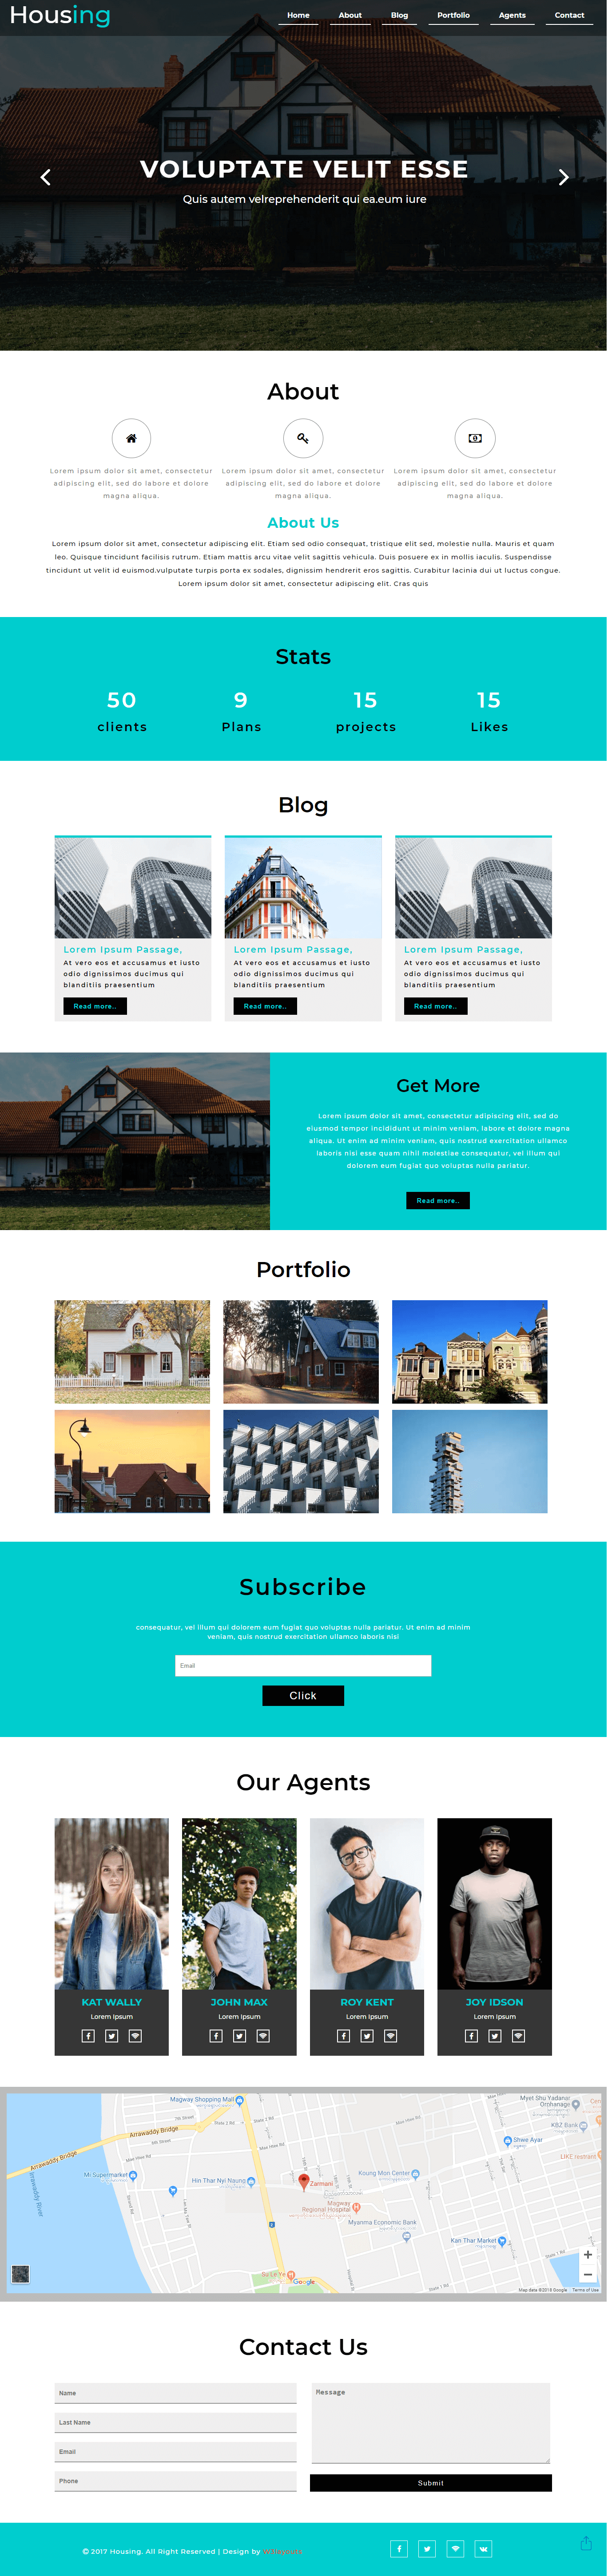 Housing
Home About Blog Portfolio Agents Contact
VOLUPTATE VELIT ESSE
Quis autem velreprehenderit qui ea.eum iure
About
Lorem ipsum dolor sit amet, consectetur
adipiscing elit, sed do labore et dolore
magna aliqua.
Lorem ipsum dolor sit amet, consectetur
adipiscing elit, sed do labore et dolore
magna aliqua.
Lorem ipsum dolor sit amet, consectetur
adipiscing elit, sed do labore et dolore
magna aliqua.
About Us
Lorem ipsum dolor sit amet, consectetur adipiscing elit. Etiam sed odio consequat, tristique elit sed, molestie nulla. Mauris et quam
leo. Quisque tincidunt facilisis rutrum. Etiam mattis arcu vitae velit sagittis vehicula. Duis posuere ex in mollis iaculis. Suspendisse
tincidunt ut velit id euismod.vulputate turpis porta ex sodales, dignissim hendrerit eros sagittis. Curabitur lacinia dui ut luctus congue.
Lorem ipsum dolor sit amet, consectetur adipiscing elit. Cras quis
Stats
50 9 15 15
clients Plans projects Likes
Blog
Lorem Ipsum Passage,
At vero eos et accusamus et iusto
odio dignissimos ducimus qui
blanditiis praesentium
Read more..
Lorem Ipsum Passage,
At vero eos et accusamus et iusto
odio dignissimos ducimus qui
blanditiis praesentium
Read more..
Lorem Ipsum Passage,
At vero eos et accusamus et iusto
odio dignissimos ducimus qui
blanditiis praesentium
Read more..
Get More
Lorem ipsum dolor sit amet, consectetur adipiscing elit, sed do
eiusmod tempor incididunt ut minim veniam, labore et dolore magna
aliqua. Ut enim ad minim veniam, quis nostrud exercitation ullamco
laboris nisi esse quam nihil molestiae consequatur, vel illum qui
dolorem eum fugiat quo voluptas nulla pariatur.
Read more..
Portfolio
Subscribe
consequatur, vel illum qui dolorem eum fugiat quo voluptas nulla pariatur. Ut enim ad minim
veniam, quis nostrud exercitation ullamco laboris nisi
Email
Click
Our Agents
KAT WALLY
Lorem Ipsum
JOHN MAX
Lorem Ipsum
ROY KENT
Lorem Ipsum
JOY IDSON
Lorem Ipsum
Magway Shopping Mall
Myet Shu Yadanar
Orphanage
KBZ Bank
Arrawaddy Bridge
Arrawaddy Bridge
Shwe Ayar
Mi Supermarket
Hin Thar Nyi Naung
Koung Mon Center
Zarmani
Magway
Regional Hospital
Myanma Economic Bank
Kan Thar Market
Google
Map data ©2018 Google Terms of Use
Contact Us
Name
Last Name
Email
Phone
Message
Submit
© 2017 Housing. All Right Reserved | Design by W3layouts